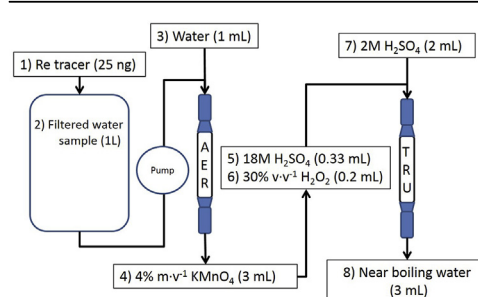 1) Re tracer (25 ng)
2) Filtered water
sample (1L)
Pump
3) Water (1 mL)
AER
4) 4% m·v⁻¹ KMnO₄ (3 mL)
5) 18M H₂SO₄ (0.33 mL)
6) 30% v·v⁻¹ H₂O₂ (0.2 mL)
7) 2M H₂SO₄ (2 mL)
TRU
8) Near boiling water
(3 mL)